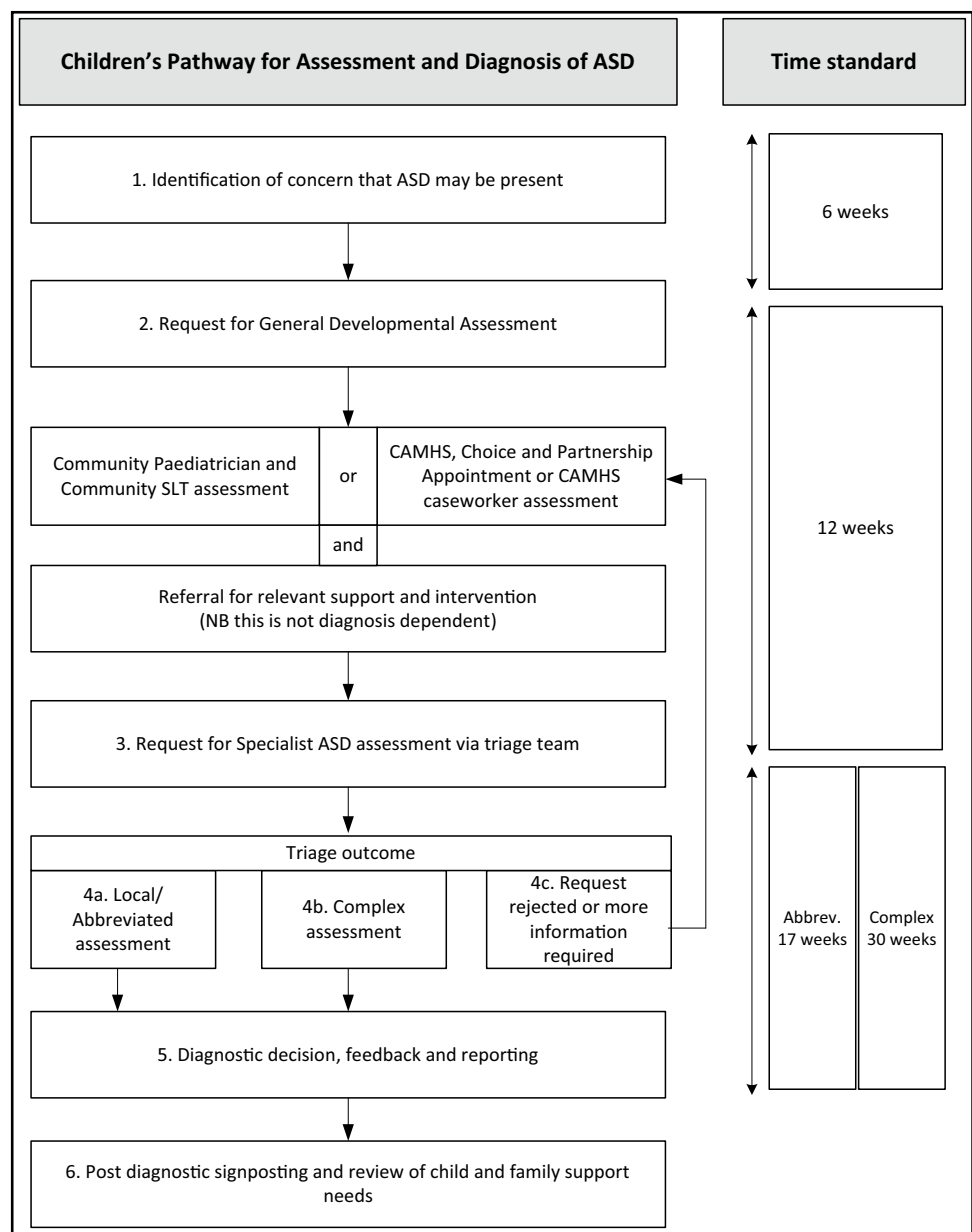 Children's Pathway for Assessment and Diagnosis of ASD
Time standard
1. Identification of concern that ASD may be present
6 weeks
2. Request for General Developmental Assessment
Community Paediatrician and
Community SLT assessment
or
CAMHS, Choice and Partnership
Appointment or CAMHS
caseworker assessment
and
12 weeks
Referral for relevant support and intervention
(NB this is not diagnosis dependent)
3. Request for Specialist ASD assessment via triage team
Triage outcome
4a. Local/
Abbreviated
assessment
4b. Complex
assessment
4c. Request
rejected or more
information
required
Abbrev.
17 weeks
Complex
30 weeks
5. Diagnostic decision, feedback and reporting
6. Post diagnostic signposting and review of child and family support
needs